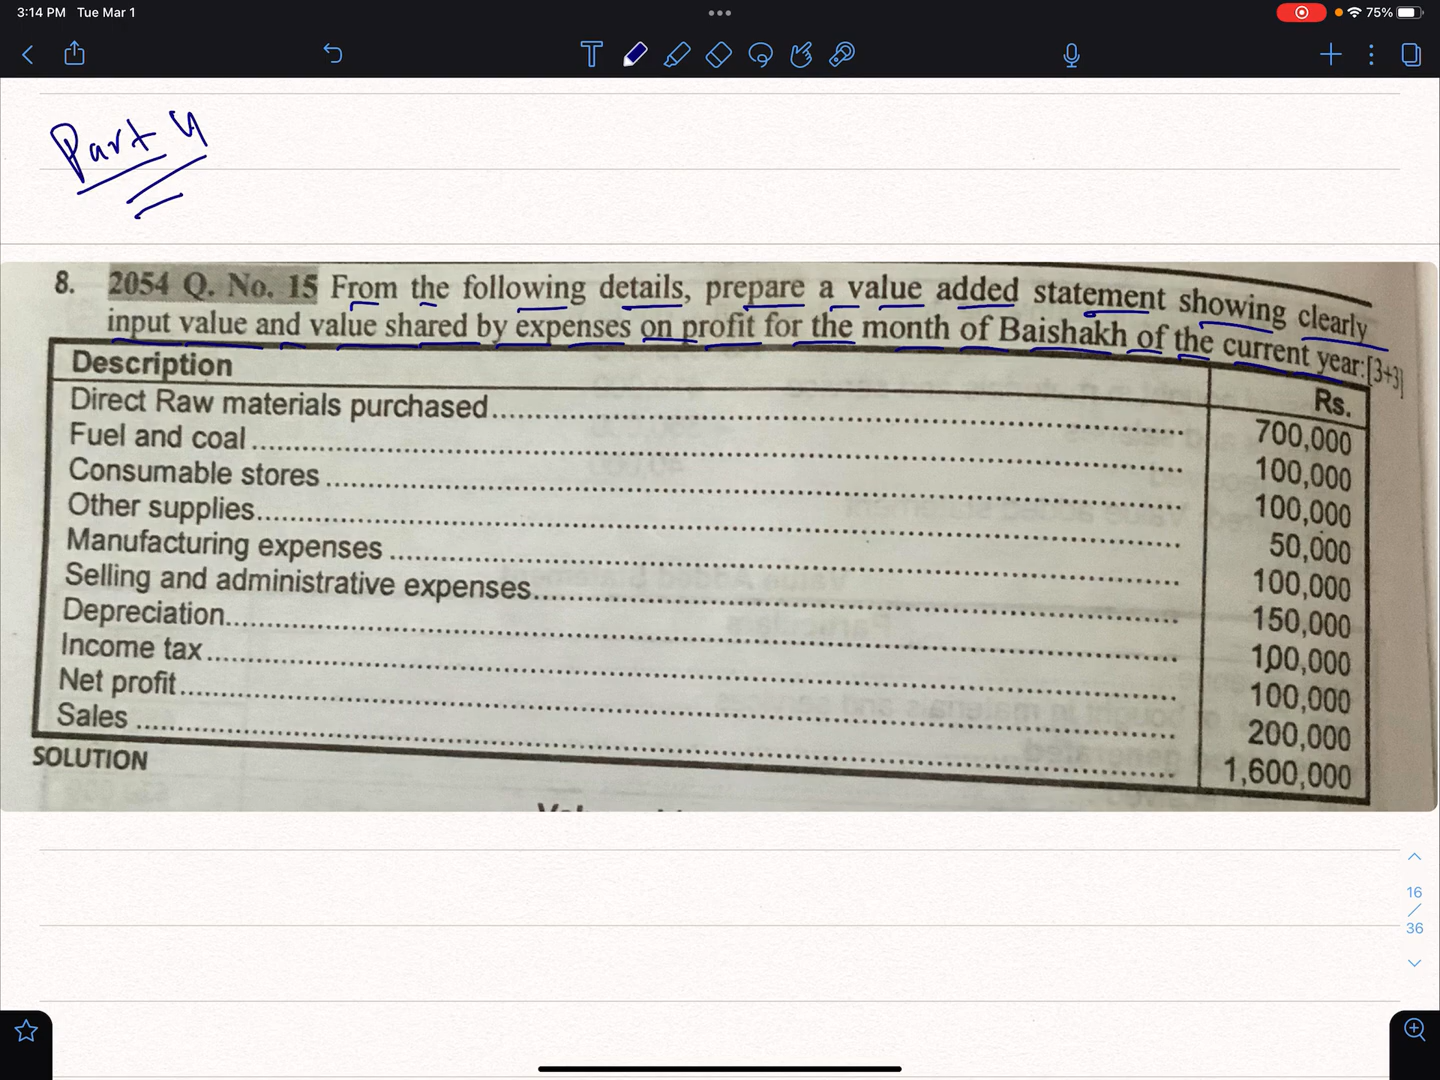 3:14 PM Tue Mar 1
75%
Part 4
8. 2054 Q. No. 15 From the following details, prepare a value added statement showing clearly
input value and value shared by expenses on profit for the month of Baishakh of the current year:[3+3]
Description Rs.
Direct Raw materials purchased 700,000
Fuel and coal 100,000
Consumable stores 100,000
Other supplies 50,000
Manufacturing expenses 100,000
Selling and administrative expenses 150,000
Depreciation 100,000
Income tax 100,000
Net profit 200,000
Sales 1,600,000
SOLUTION
16
/
36